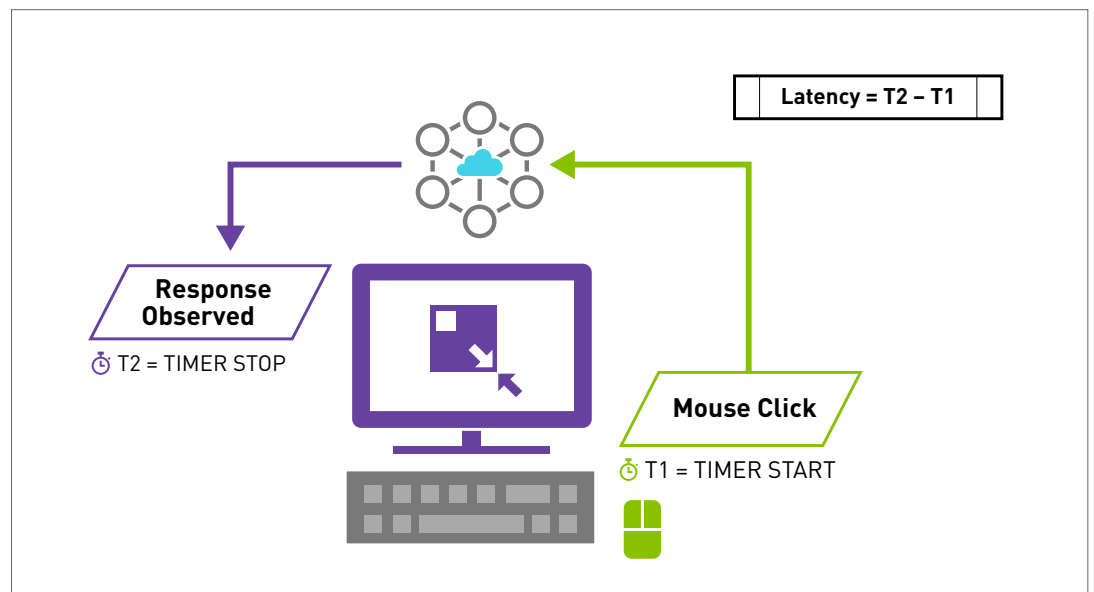 Latency = T2 – T1
Response
Observed
T2 = TIMER STOP
Mouse Click
T1 = TIMER START